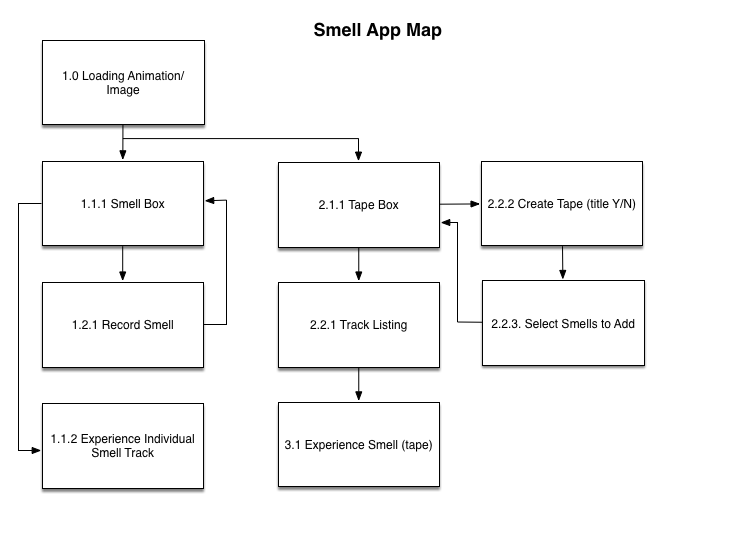 Smell App Map
1.0 Loading Animation/
Image
1.1.1 Smell Box
2.1.1 Tape Box
2.2.2 Create Tape (title Y/N)
1.2.1 Record Smell
2.2.1 Track Listing
2.2.3. Select Smells to Add
1.1.2 Experience Individual
Smell Track
3.1 Experience Smell (tape)